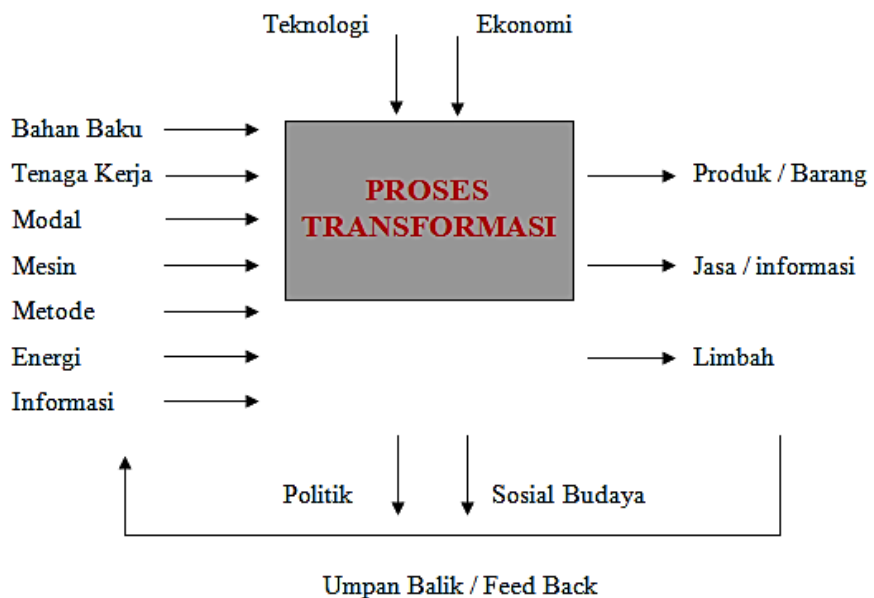 Teknologi
Ekonomi
Bahan Baku
Tenaga Kerja
Modal
Mesin
Metode
Energi
Informasi
PROSES
TRANSFORMASI
Produk / Barang
Jasa / informasi
Limbah
Politik
Sosial Budaya
Umpan Balik / Feed Back